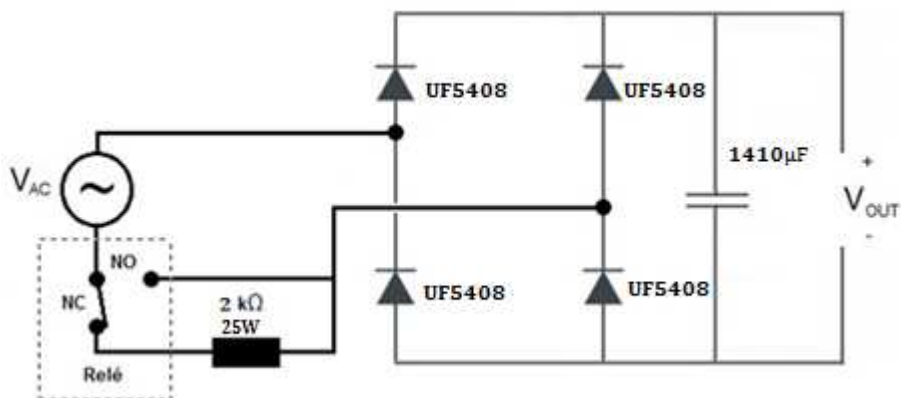 UF5408
UF5408
1410µF
+
V_AC
~
V_OUT
-
NO
NC
2 kΩ
25W
UF5408
UF5408
Relé